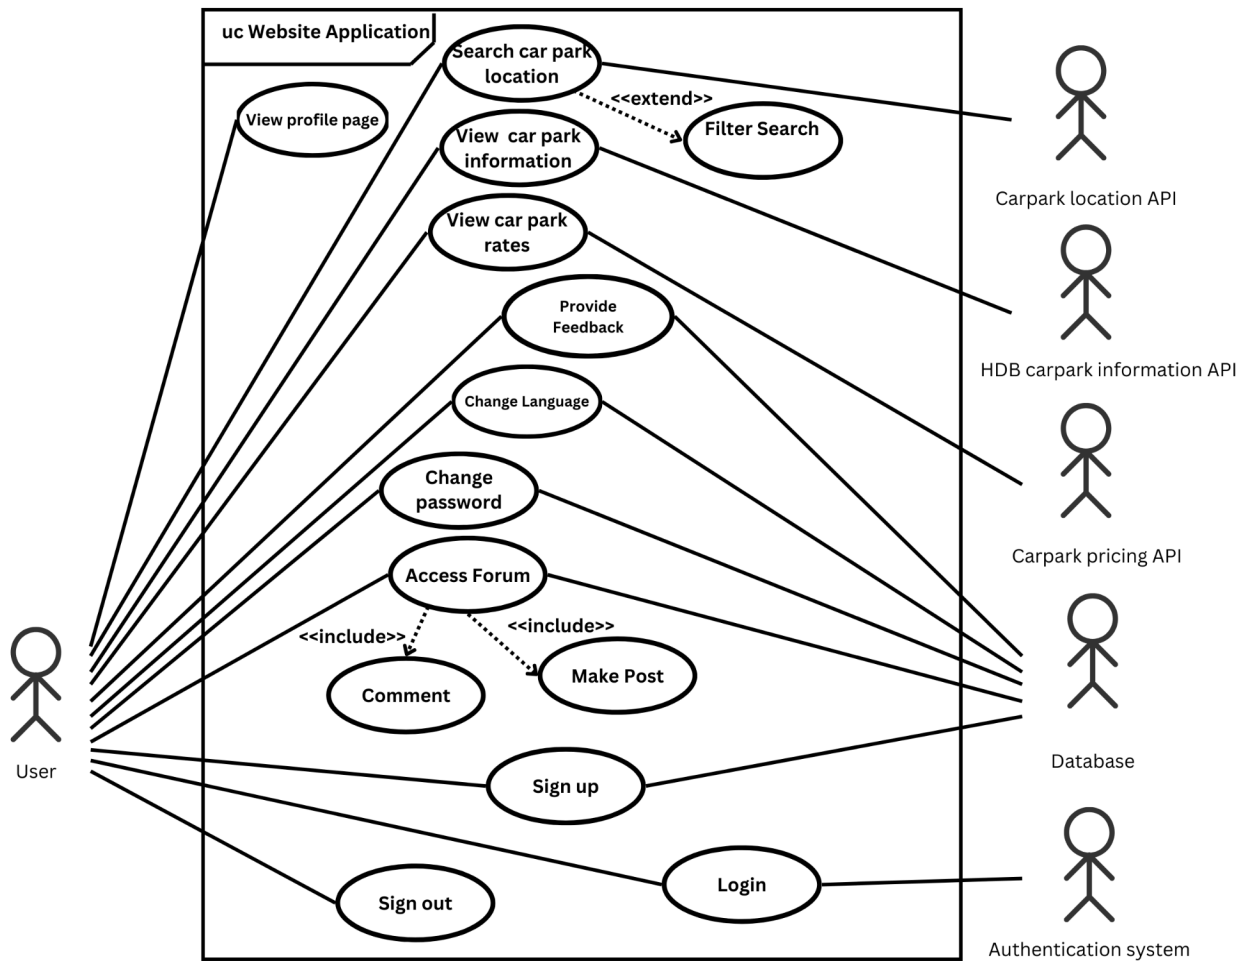 uc Website Application
Search car park
location
<<extend>>
View profile page
Filter Search
View  car park
information
Carpark location API
View car park
rates
Provide
Feedback
HDB carpark information API
Change Language
Change
password
Carpark pricing API
Access Forum
<<include>>
<<include>>
Make Post
Comment
Database
User
Sign up
Login
Sign out
Authentication system